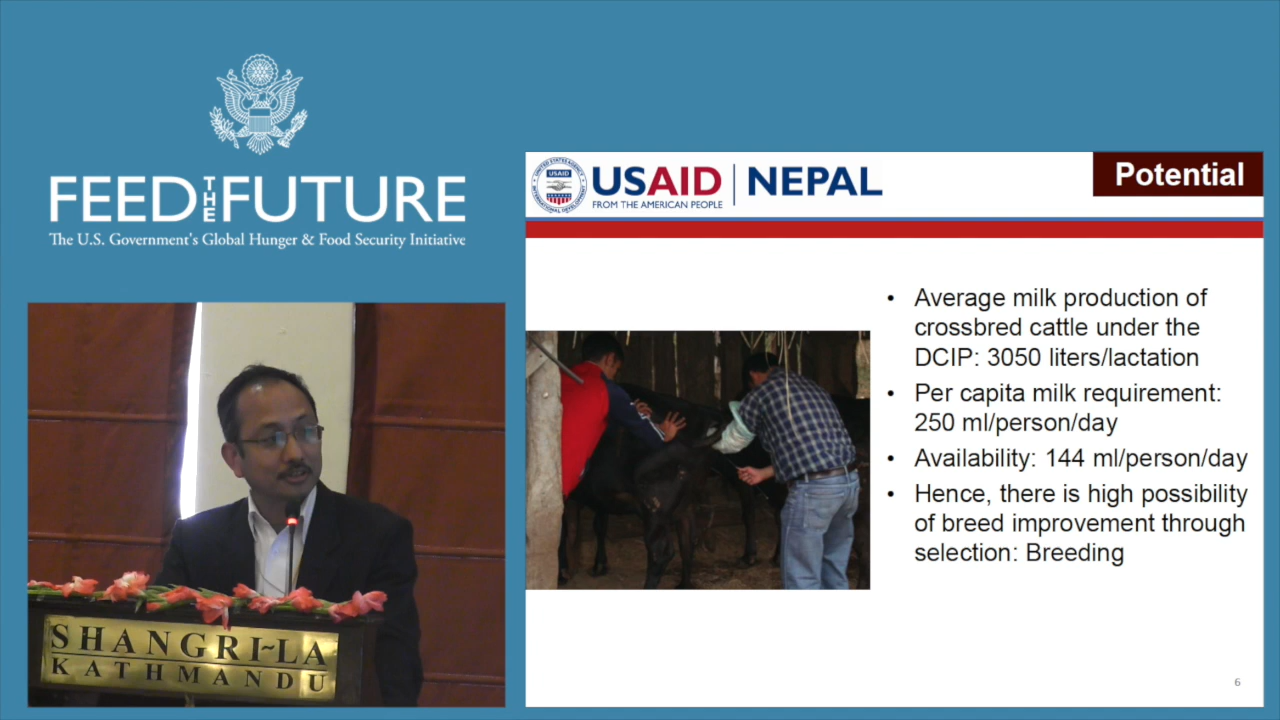 FEED THE FUTURE
The U.S. Government's Global Hunger & Food Security Initiative
USAID
FROM THE AMERICAN PEOPLE
NEPAL
Potential
USAID
• Average milk production of
crossbred cattle under the
DCIP: 3050 liters/lactation
• Per capita milk requirement:
250 ml/person/day
• Availability: 144 ml/person/day
• Hence, there is high possibility
of breed improvement through
selection: Breeding
6
SHANGRI~LA
KATHMANDU